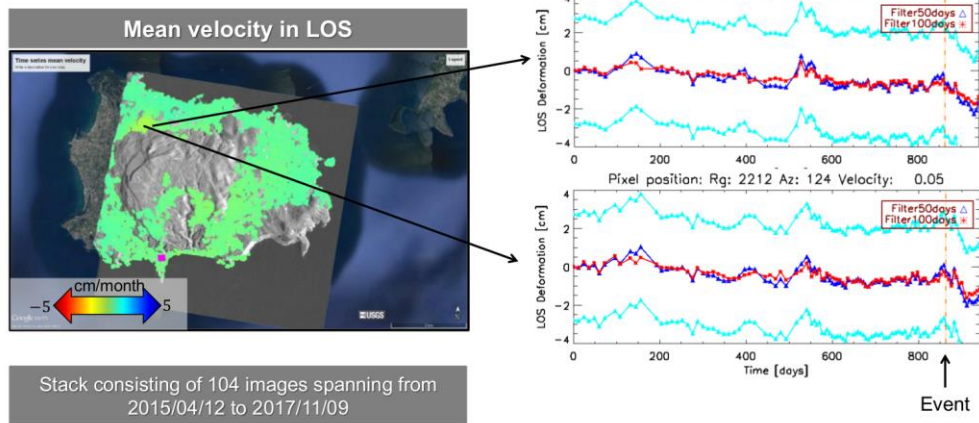 Mean velocity in LOS
Time series mean velocity
Legend
cm/month
−5
5
Google earth
USGS
Stack consisting of 104 images spanning from
2015/04/12 to 2017/11/09
4
2
0
-2
-4
LOS Deformation [cm]
Filter50days
Filter100days
0 200 400 600 800
Pixel position: Rg: 2212 Az: 124 Velocity: 0.05
4
2
0
-2
-4
LOS Deformation [cm]
Filter50days
Filter100days
0 200 400 600 800
Time [days]
Event